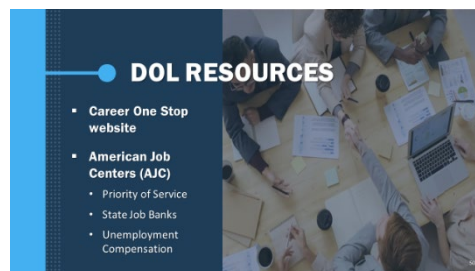 DOL RESOURCES
▪ Career One Stop
website
▪ American Job
Centers (AJC)
• Priority of Service
• State Job Banks
• Unemployment
Compensation